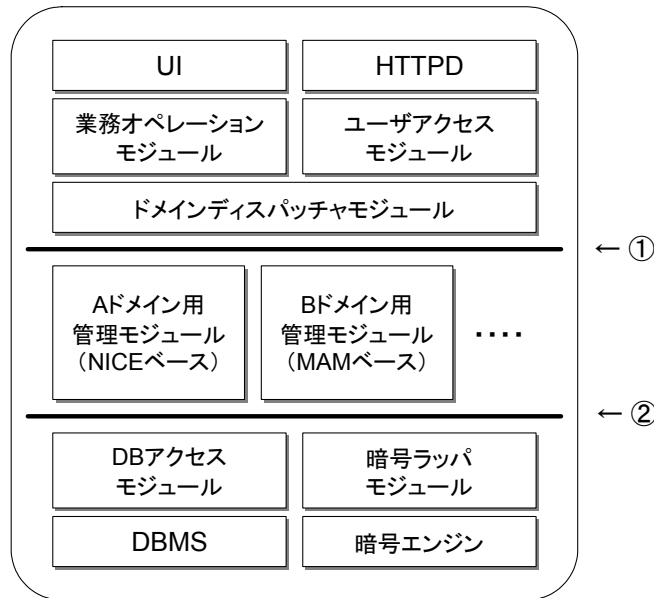 UI
HTTPD
業務オペレーション
モジュール
ユーザアクセス
モジュール
ドメインディスパッチャモジュール
← ①
Aドメイン用
管理モジュール
（NICEベース）
Bドメイン用
管理モジュール
（MAMベース）
････
← ②
DBアクセス
モジュール
暗号ラッパ
モジュール
DBMS
暗号エンジン